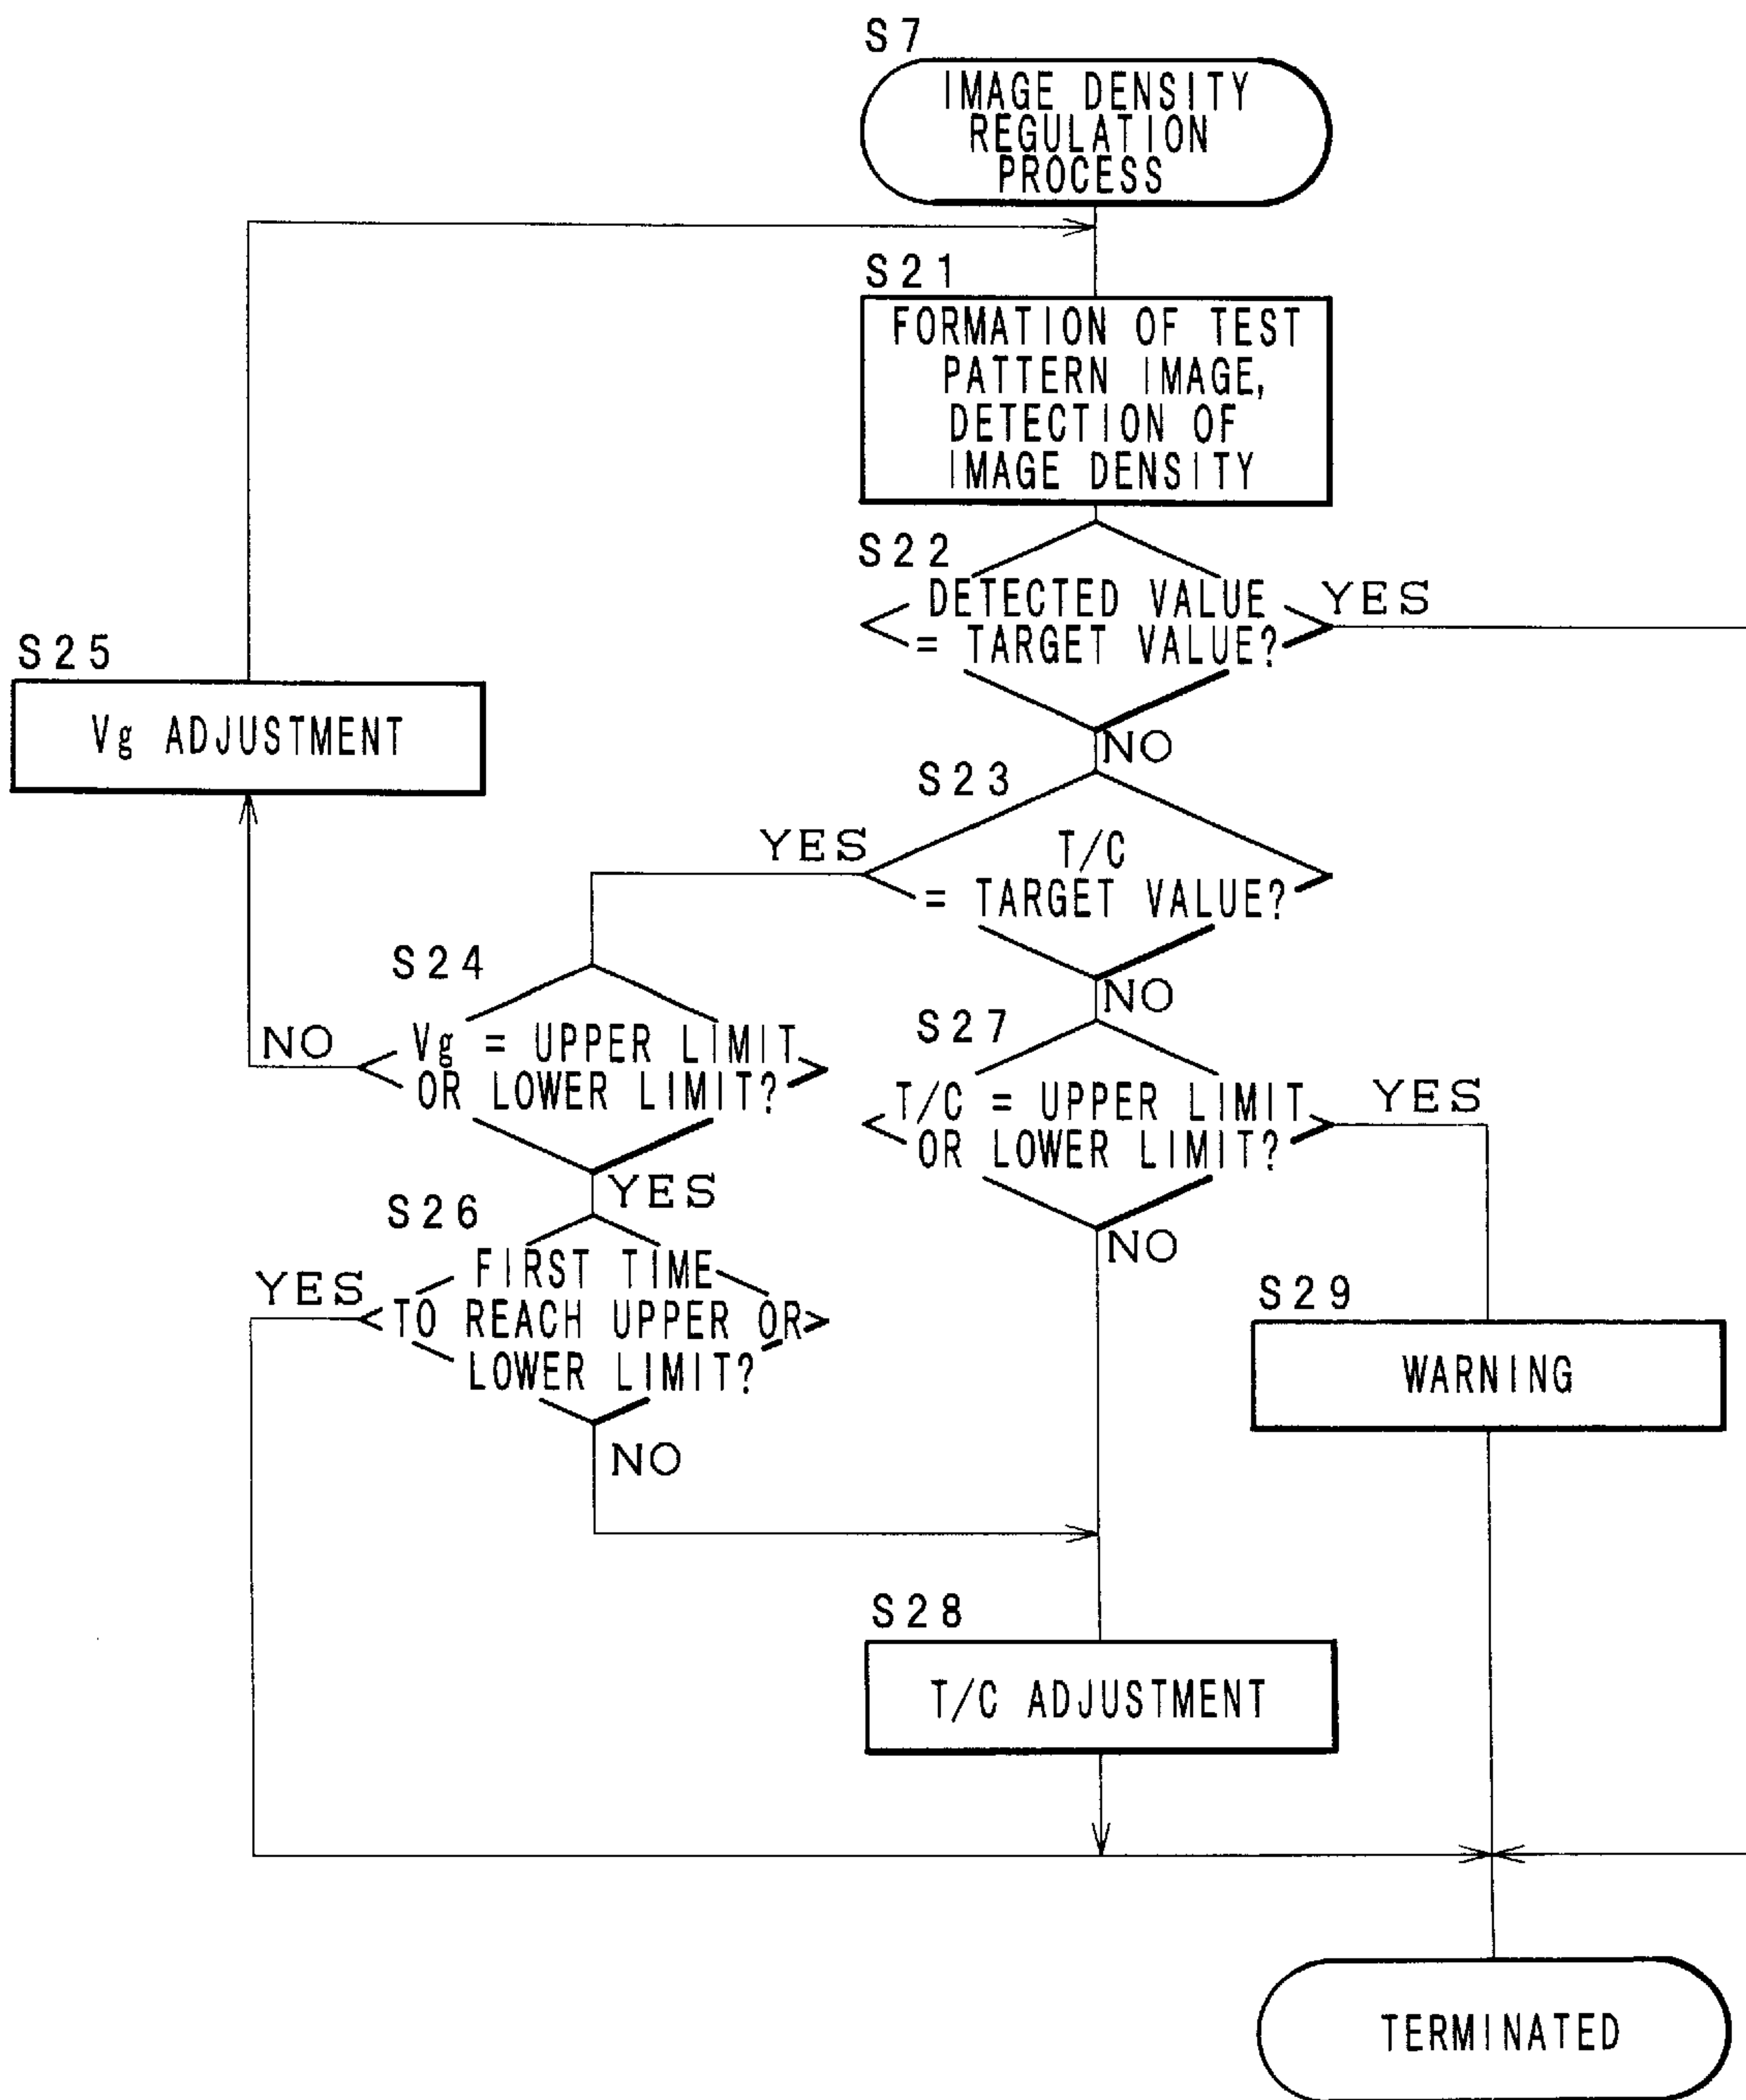 S7
IMAGE DENSITY
REGULATION
PROCESS
S21
FORMATION OF TEST
PATTERN IMAGE,
DETECTION OF
IMAGE DENSITY
S22
DETECTED VALUE
= TARGET VALUE?
YES
NO
S25
Vg ADJUSTMENT
S23
YES
T/C
= TARGET VALUE?
NO
S24
NO
Vg = UPPER LIMIT
OR LOWER LIMIT?
YES
S27
T/C = UPPER LIMIT
OR LOWER LIMIT?
YES
NO
S26
YES
FIRST TIME
TO REACH UPPER OR
LOWER LIMIT?
NO
S29
WARNING
S28
T/C ADJUSTMENT
TERMINATED